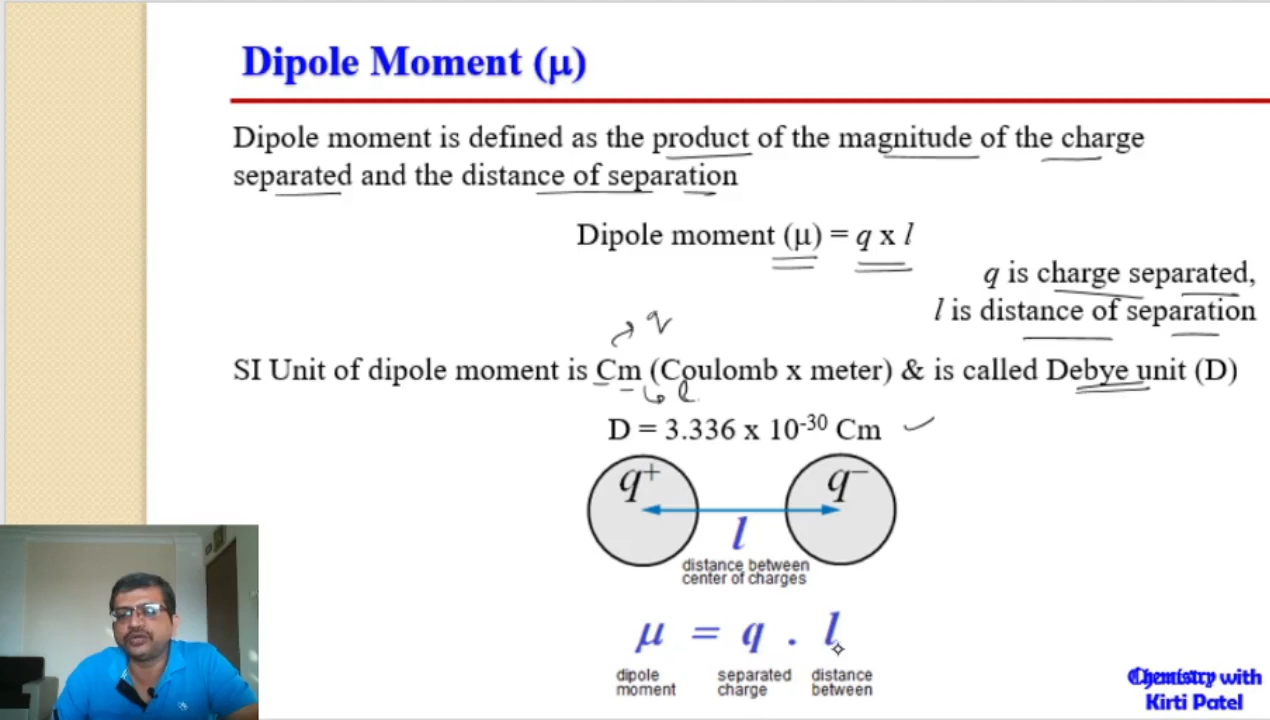 Dipole Moment (μ)
Dipole moment is defined as the product of the magnitude of the charge
separated and the distance of separation
Dipole moment (μ) = q x l
q is charge separated,
l is distance of separation
q
SI Unit of dipole moment is Cm (Coulomb x meter) & is called Debye unit (D)
l
D = 3.336 x 10⁻³⁰ Cm
q⁺ q⁻
l
distance between
center of charges
μ = q . l
dipole moment
separated charge
distance between
Chemistry with
Kirti Patel